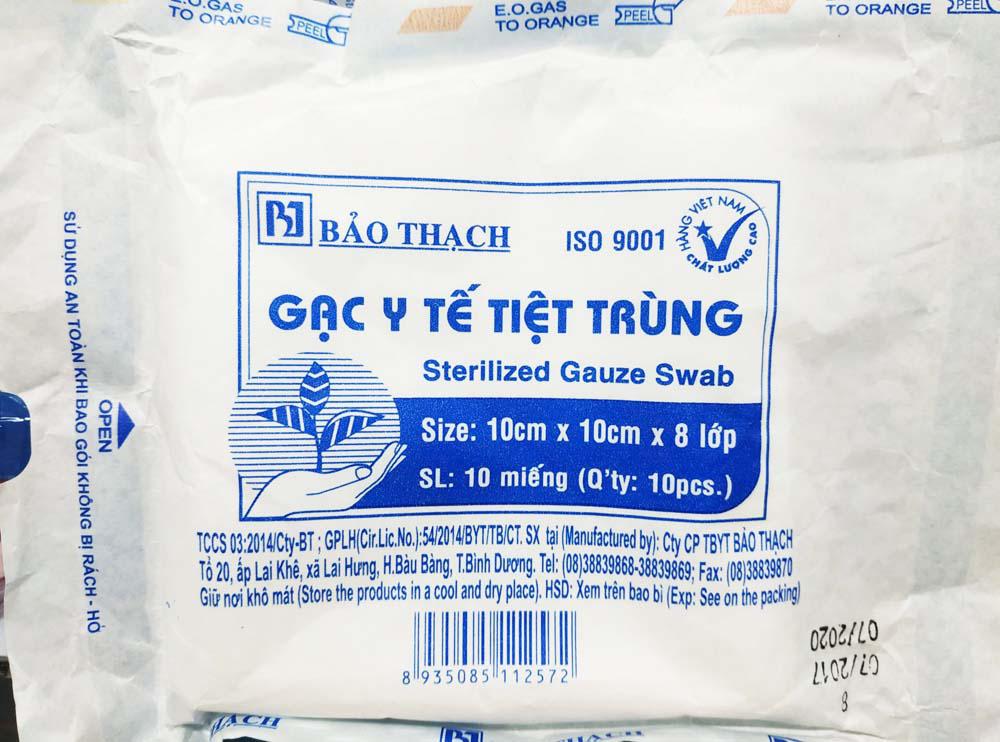 E.O.GAS
TO ORANGE
PEEL
E.O.GAS
TO ORANGE
PEEL
TO ORANGE
PEEL
BẢO THẠCH
ISO 9001
HÀNG VIỆT NAM
CHẤT LƯỢNG CAO
GẠC Y TẾ TIỆT TRÙNG
Sterilized Gauze Swab
Size: 10cm x 10cm x 8 lớp
SL: 10 miếng (Q'ty: 10pcs.)
TCCS 03:2014/Cty-BT ; GPLH(Cir.Lic.No.):54/2014/BYT/TB/CT. SX tại (Manufactured by): Cty CP TBYT BẢO THẠCH
Tổ 20, ấp Lai Khê, xã Lai Hưng, H.Bàu Bàng, T.Bình Dương. Tel: (08)38839868-38839869; Fax: (08)38839870
Giữ nơi khô mát (Store the products in a cool and dry place). HSD: Xem trên bao bì (Exp: See on the packing)
8 935085 112572
OPEN
SỬ DỤNG AN TOÀN KHI BAO GÓI KHÔNG BỊ RÁCH - HỞ
8
07/2017
07/2020
THẠCH